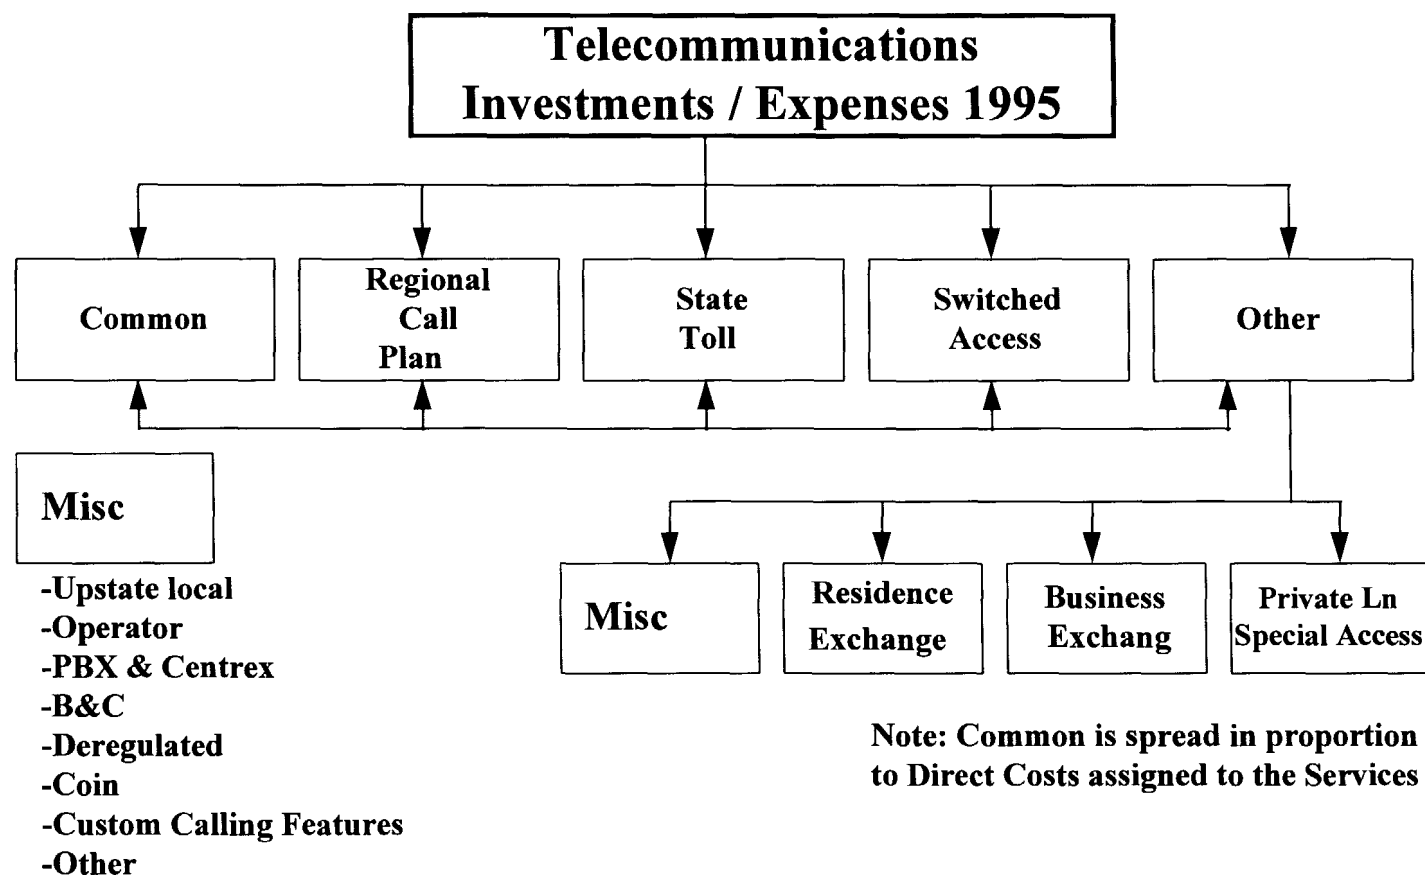 Telecommunications
Investments / Expenses 1995
Common
Regional
Call
Plan
State
Toll
Switched
Access
Other
Misc
-Upstate local
-Operator
-PBX & Centrex
-B&C
-Deregulated
-Coin
-Custom Calling Features
-Other
Misc
Residence
Exchange
Business
Exchang
Private Ln
Special Access
Note: Common is spread in proportion
to Direct Costs assigned to the Services